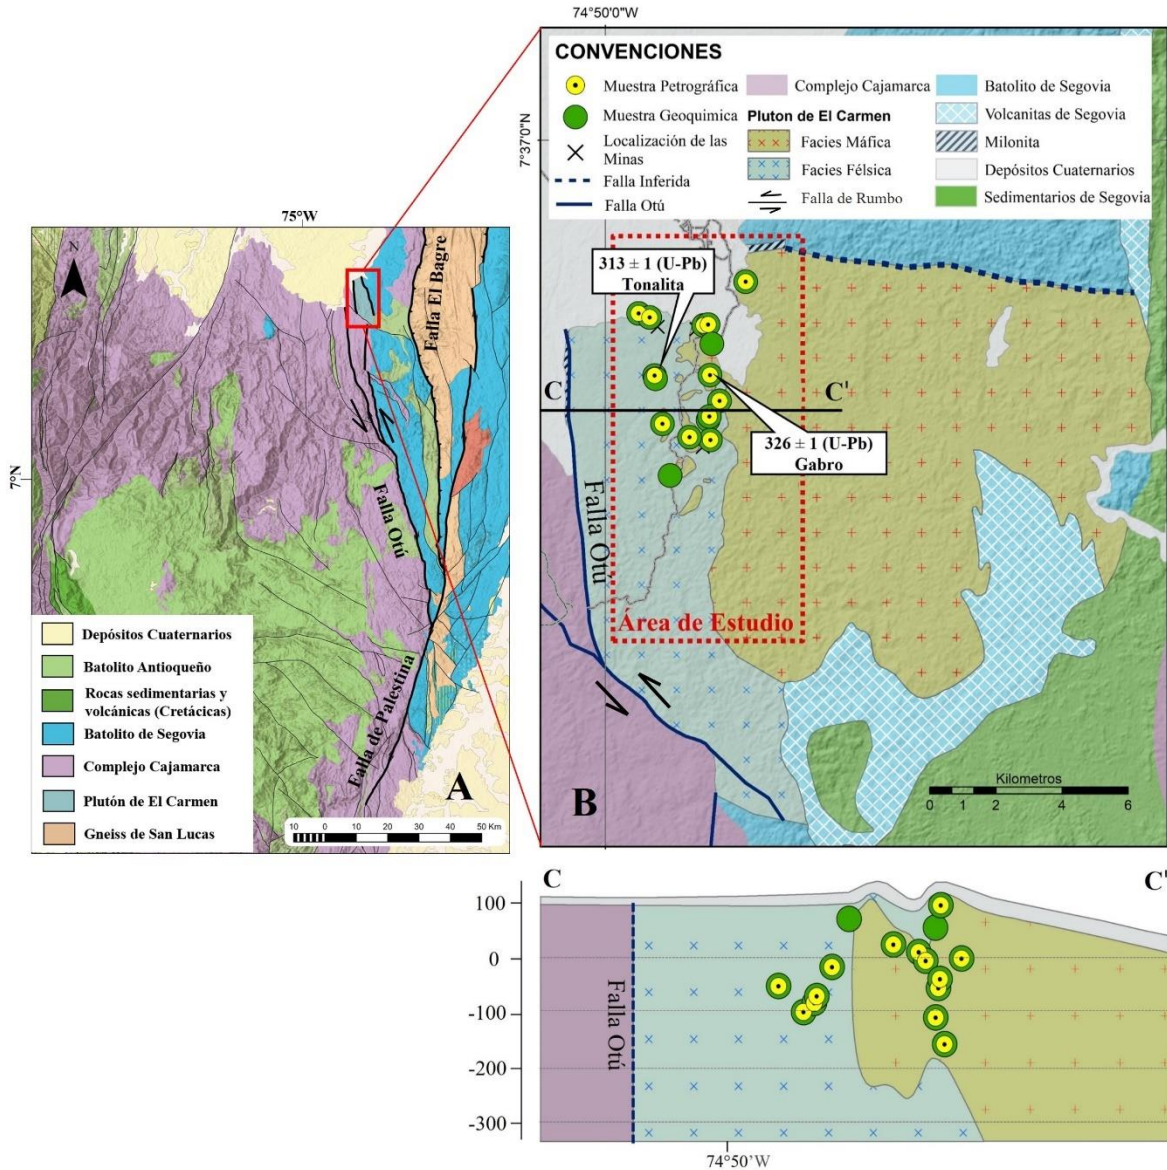 74°50'0"W
CONVENCIONES
Muestra Petrográfica
Muestra Geoquimica
Localización de las
Minas
Falla Inferida
Falla Otú
Complejo Cajamarca
Pluton de El Carmen
Facies Máfica
Facies Félsica
Falla de Rumbo
Batolito de Segovia
Volcanitas de Segovia
Milonita
Depósitos Cuaternarios
Sedimentarios de Segovia
7°37'0"N
75°W
N
7°N
Falla El Bagre
Falla Otú
Falla de Palestina
A
Depósitos Cuaternarios
Batolito Antioqueño
Rocas sedimentarias y
volcánicas (Cretácicas)
Batolito de Segovia
Complejo Cajamarca
Plutón de El Carmen
Gneiss de San Lucas
10 0 10 20 30 40 50 Km
313 ± 1 (U-Pb)
Tonalita
C
C'
326 ± 1 (U-Pb)
Gabro
Falla Otú
Área de Estudio
B
Kilometros
0 1 2 4 6
C
C'
100
0
-100
-200
-300
Falla Otú
74°50'W